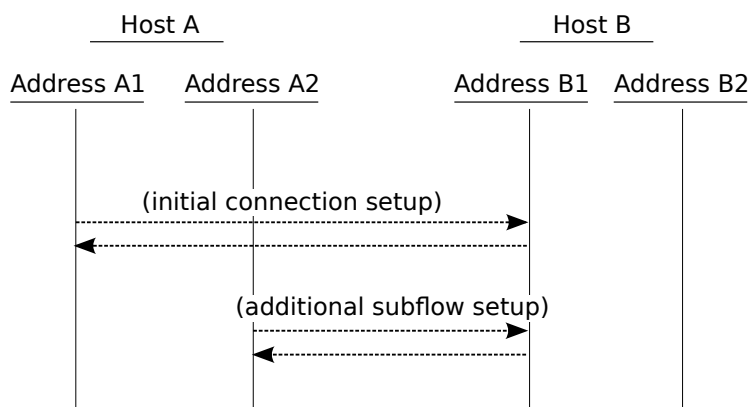 Host A
Host B
Address A1
Address A2
Address B1
Address B2
(initial connection setup)
(additional subflow setup)